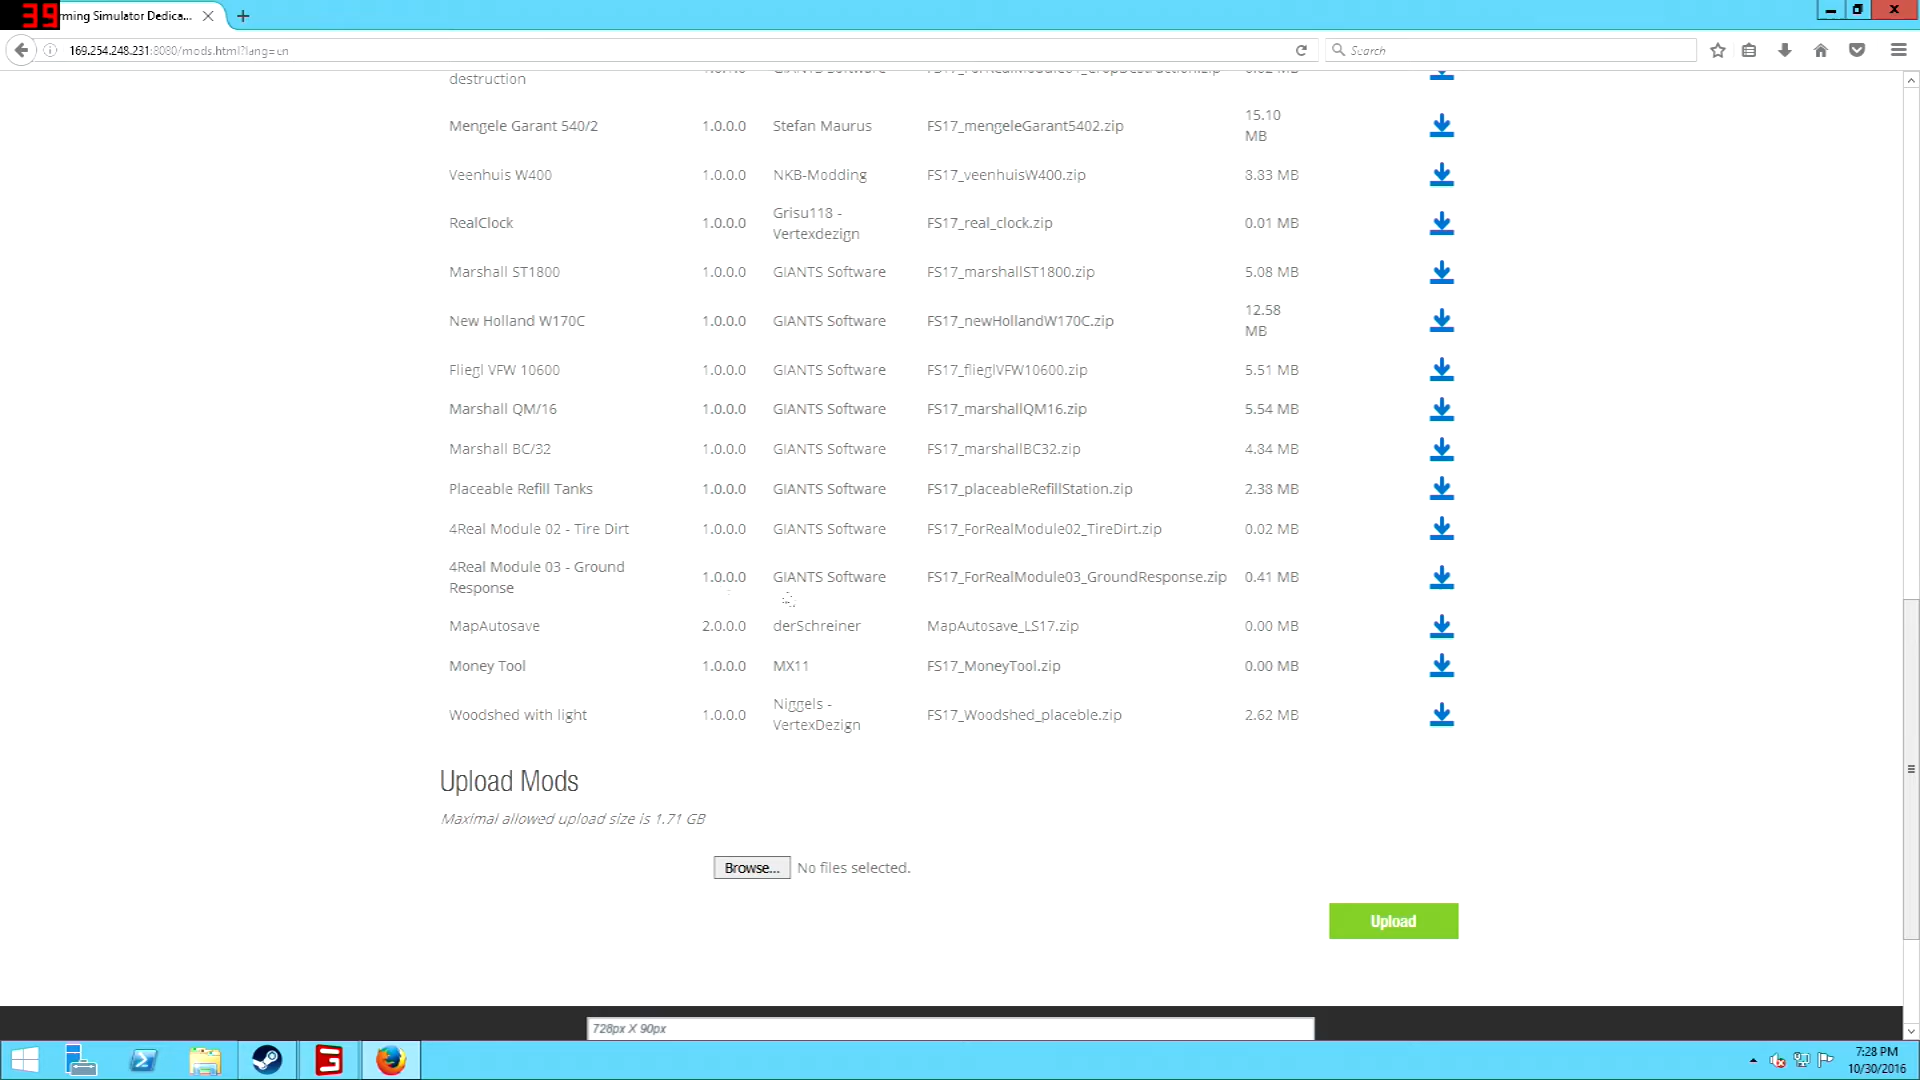 39
rming Simulator Dedica...
169.254.248.231:8080/mods.html?lang=en
Search
destruction
Mengele Garant 540/2 1.0.0.0 Stefan Maurus FS17_mengeleGarant5402.zip 15.10 MB
Veenhuis W400 1.0.0.0 NKB-Modding FS17_veenhuisW400.zip 8.83 MB
RealClock 1.0.0.0 Grisu118 - Vertexdezign FS17_real_clock.zip 0.01 MB
Marshall ST1800 1.0.0.0 GIANTS Software FS17_marshallST1800.zip 5.08 MB
New Holland W170C 1.0.0.0 GIANTS Software FS17_newHollandW170C.zip 12.58 MB
Fliegl VFW 10600 1.0.0.0 GIANTS Software FS17_flieglVFW10600.zip 5.51 MB
Marshall QM/16 1.0.0.0 GIANTS Software FS17_marshallQM16.zip 5.54 MB
Marshall BC/32 1.0.0.0 GIANTS Software FS17_marshallBC32.zip 4.84 MB
Placeable Refill Tanks 1.0.0.0 GIANTS Software FS17_placeableRefillStation.zip 2.38 MB
4Real Module 02 - Tire Dirt 1.0.0.0 GIANTS Software FS17_ForRealModule02_TireDirt.zip 0.02 MB
4Real Module 03 - Ground Response 1.0.0.0 GIANTS Software FS17_ForRealModule03_GroundResponse.zip 0.41 MB
MapAutosave 2.0.0.0 derSchreiner MapAutosave_LS17.zip 0.00 MB
Money Tool 1.0.0.0 MX11 FS17_MoneyTool.zip 0.00 MB
Woodshed with light 1.0.0.0 Niggels - VertexDezign FS17_Woodshed_placeble.zip 2.62 MB
Upload Mods
Maximal allowed upload size is 1.71 GB
Browse... No files selected.
Upload
728px X 90px
7:28 PM
10/30/2016